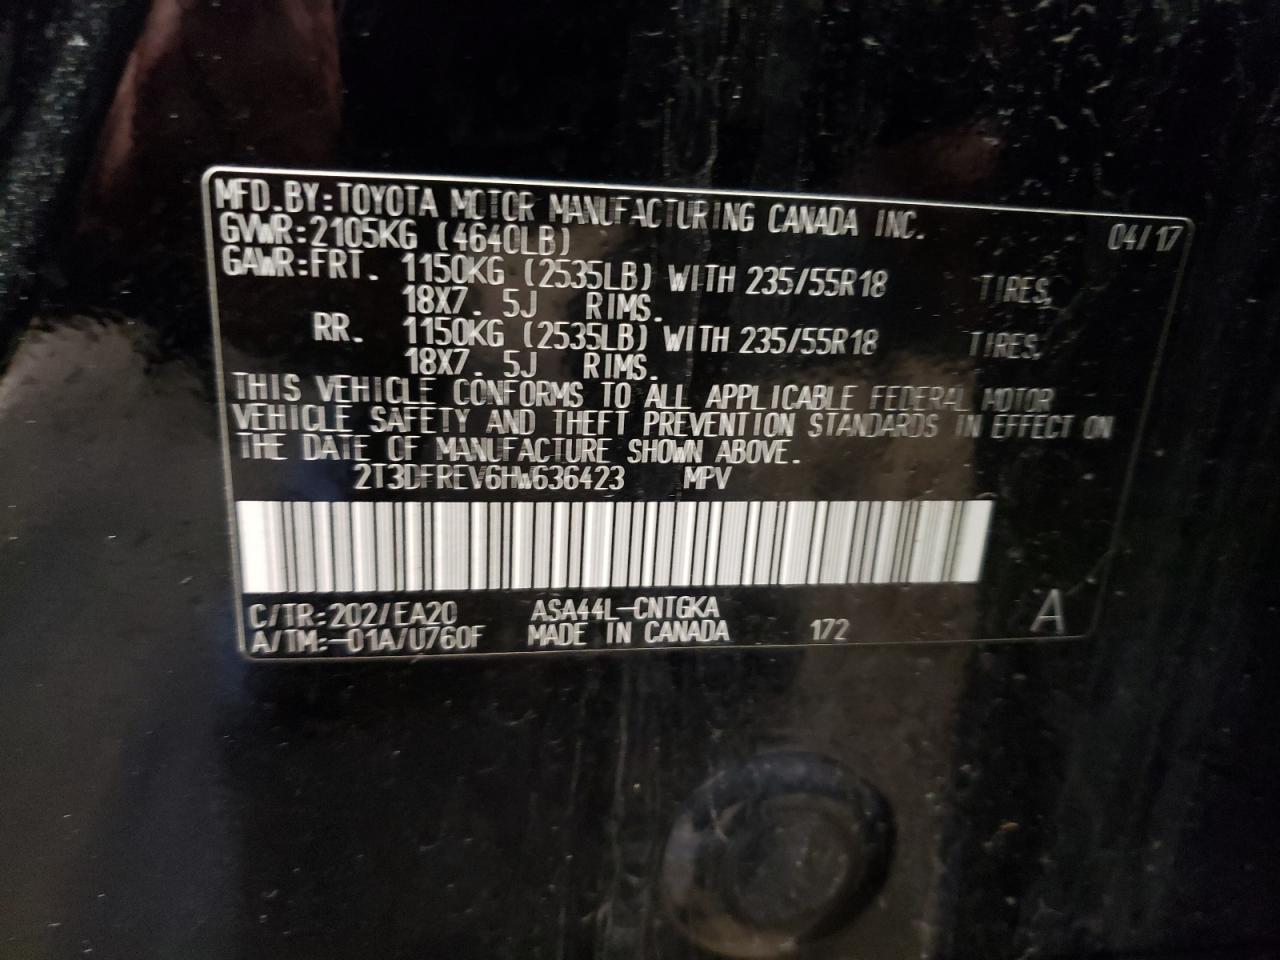 MFD.BY:TOYOTA MOTOR MANUFACTURING CANADA INC. 04/17
GVWR:2105KG (4640LB)
GAWR:FRT. 1150KG (2535LB) WITH 235/55R18 TIRES,
18X7. 5J RIMS.
RR. 1150KG (2535LB) WITH 235/55R18 TIRES.
18X7. 5J RIMS.
THIS VEHICLE CONFORMS TO ALL APPLICABLE FEDERAL MOTOR
VEHICLE SAFETY AND THEFT PREVENTION STANDARDS IN EFFECT ON
THE DATE OF MANUFACTURE SHOWN ABOVE.
2T3DFREV6HW636423 MPV
C/TR:202/EA20 ASA44L-CNTGKA
A/TM:-01A/U760F MADE IN CANADA 172 A